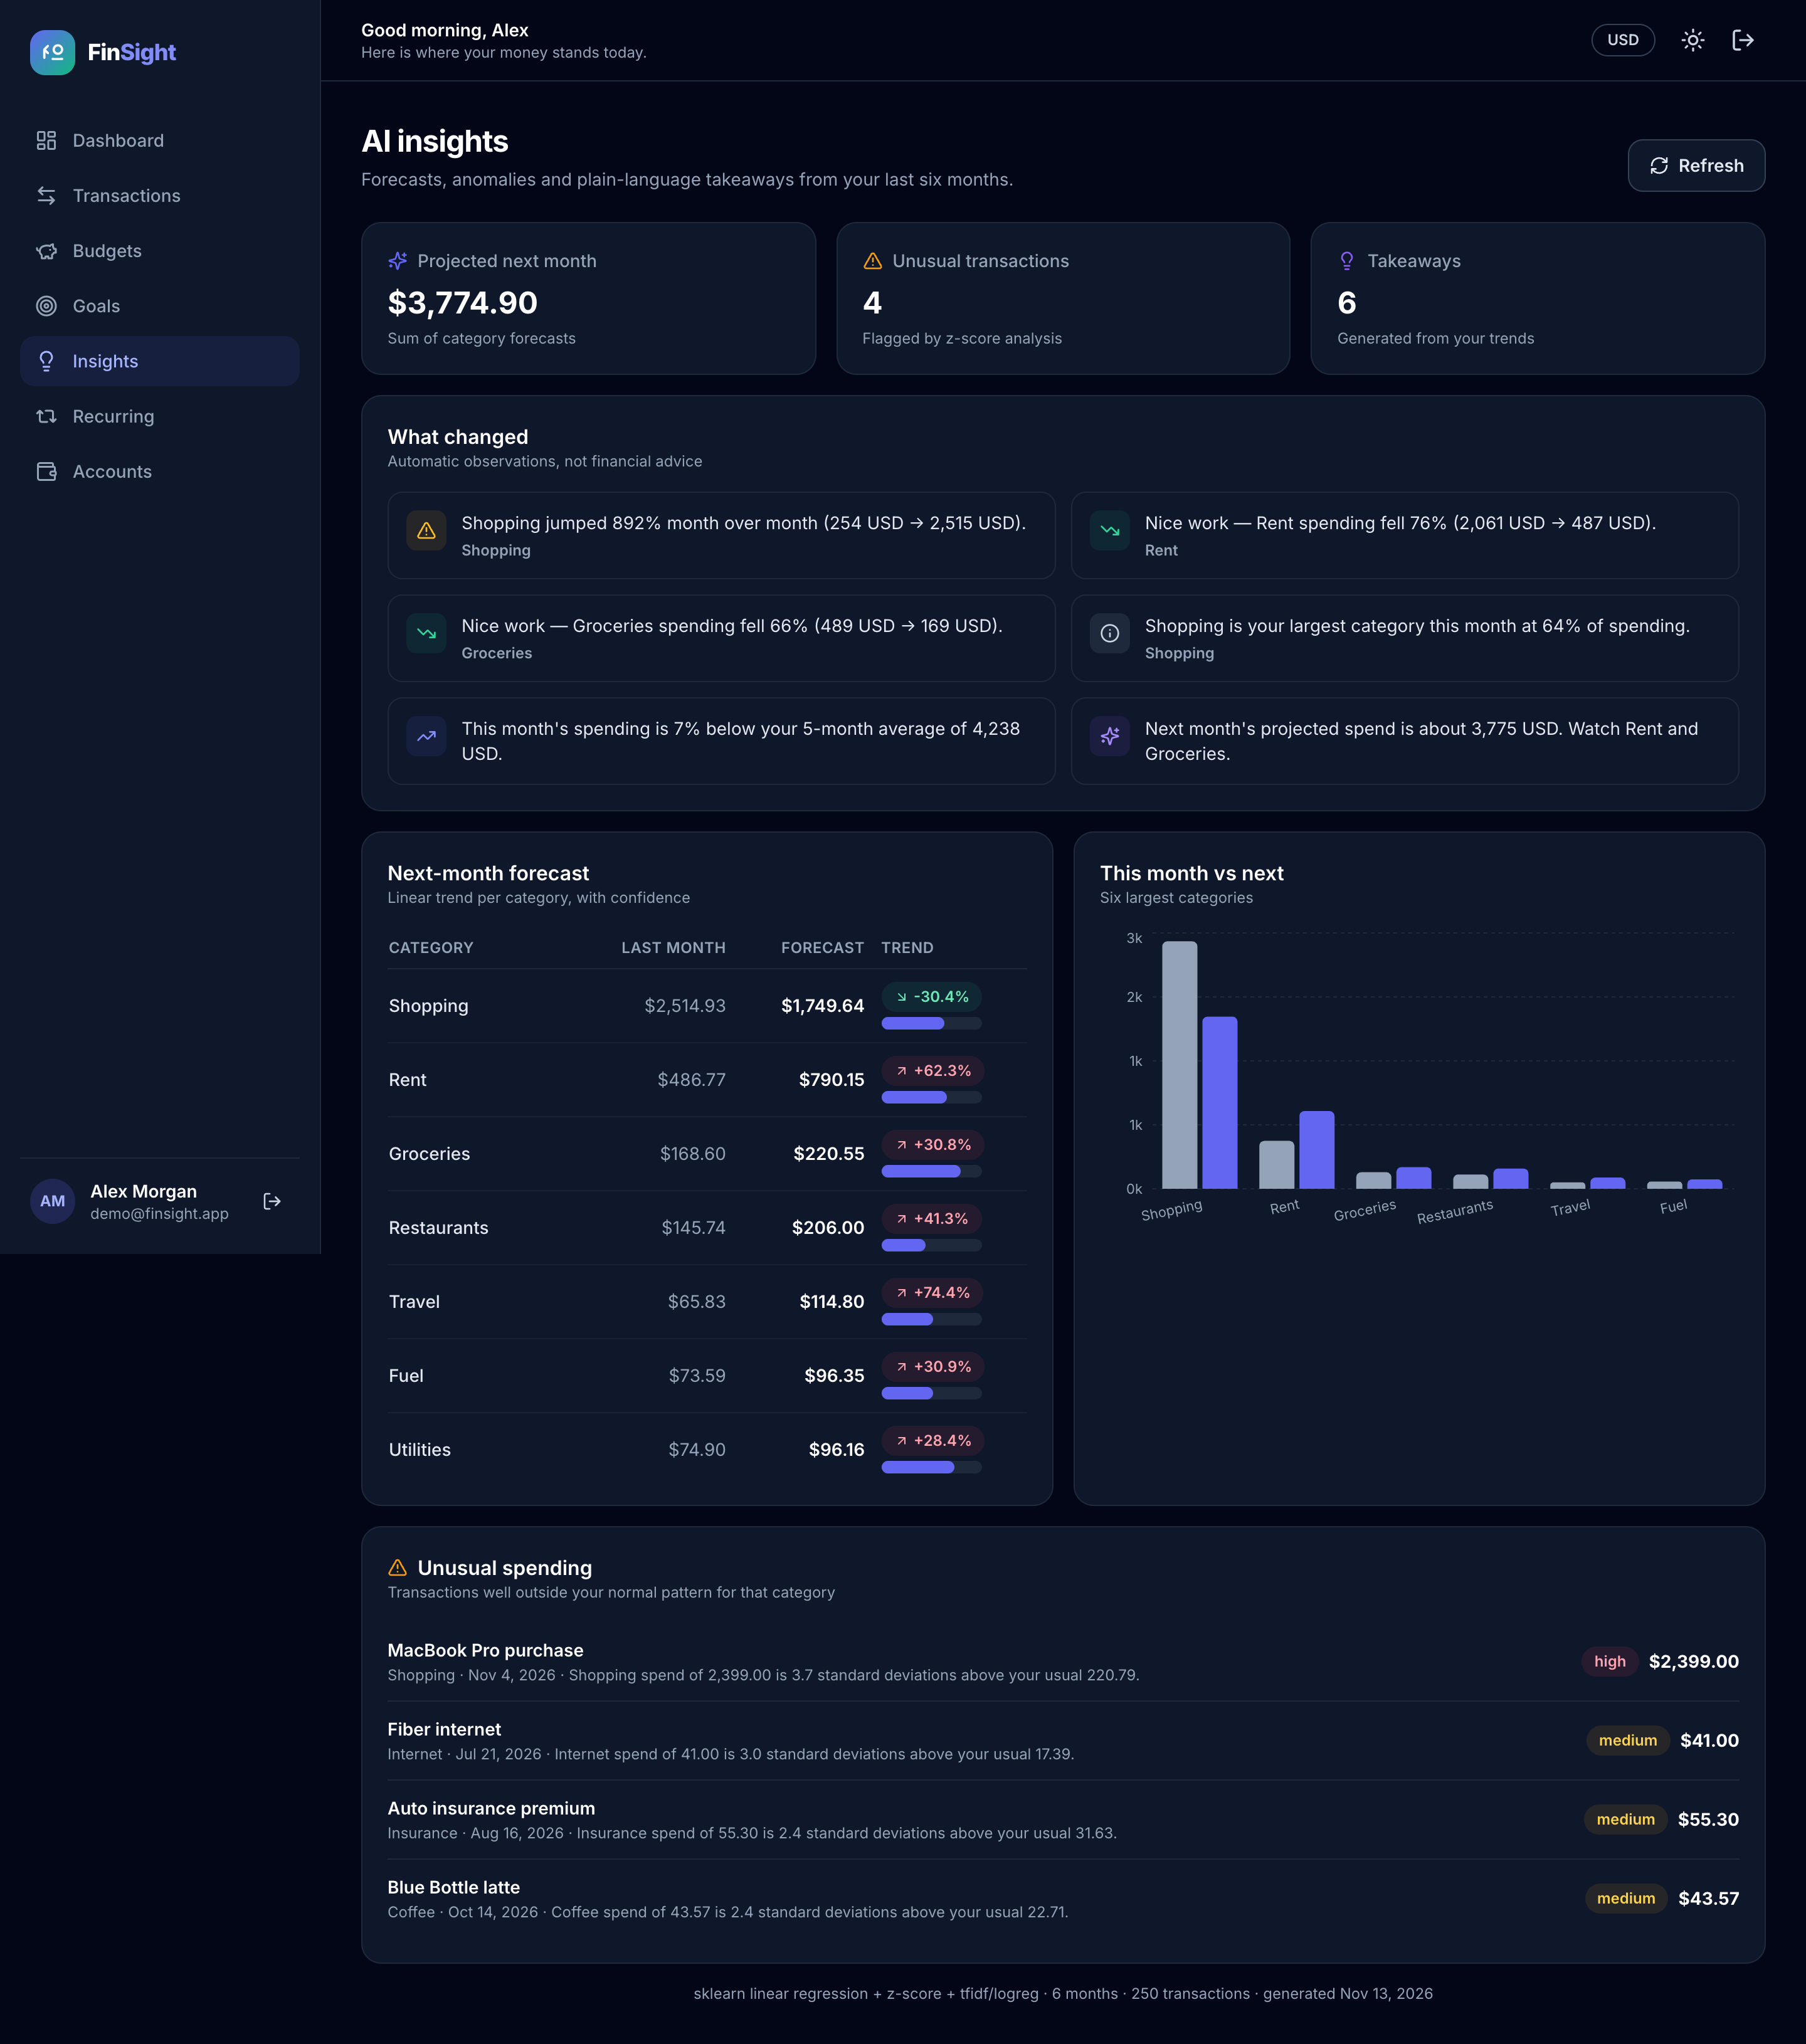 FinSight
Dashboard
Transactions
Budgets
Goals
Insights
Recurring
Accounts
AM
Alex Morgan
demo@finsight.app
Good morning, Alex
Here is where your money stands today.
USD
AI insights
Forecasts, anomalies and plain-language takeaways from your last six months.
Refresh
Projected next month
$3,774.90
Sum of category forecasts
Unusual transactions
4
Flagged by z-score analysis
Takeaways
6
Generated from your trends
What changed
Automatic observations, not financial advice
Shopping jumped 892% month over month (254 USD → 2,515 USD).
Shopping
Nice work — Rent spending fell 76% (2,061 USD → 487 USD).
Rent
Nice work — Groceries spending fell 66% (489 USD → 169 USD).
Groceries
Shopping is your largest category this month at 64% of spending.
Shopping
This month's spending is 7% below your 5-month average of 4,238
USD.
Next month's projected spend is about 3,775 USD. Watch Rent and
Groceries.
Next-month forecast
Linear trend per category, with confidence
CATEGORY LAST MONTH FORECAST TREND
Shopping $2,514.93 $1,749.64 -30.4%
Rent $486.77 $790.15 +62.3%
Groceries $168.60 $220.55 +30.8%
Restaurants $145.74 $206.00 +41.3%
Travel $65.83 $114.80 +74.4%
Fuel $73.59 $96.35 +30.9%
Utilities $74.90 $96.16 +28.4%
This month vs next
Six largest categories
3k
2k
1k
1k
0k
Shopping Rent Groceries Restaurants Travel Fuel
Unusual spending
Transactions well outside your normal pattern for that category
MacBook Pro purchase
Shopping · Nov 4, 2026 · Shopping spend of 2,399.00 is 3.7 standard deviations above your usual 220.79.
high $2,399.00
Fiber internet
Internet · Jul 21, 2026 · Internet spend of 41.00 is 3.0 standard deviations above your usual 17.39.
medium $41.00
Auto insurance premium
Insurance · Aug 16, 2026 · Insurance spend of 55.30 is 2.4 standard deviations above your usual 31.63.
medium $55.30
Blue Bottle latte
Coffee · Oct 14, 2026 · Coffee spend of 43.57 is 2.4 standard deviations above your usual 22.71.
medium $43.57
sklearn linear regression + z-score + tfidf/logreg · 6 months · 250 transactions · generated Nov 13, 2026